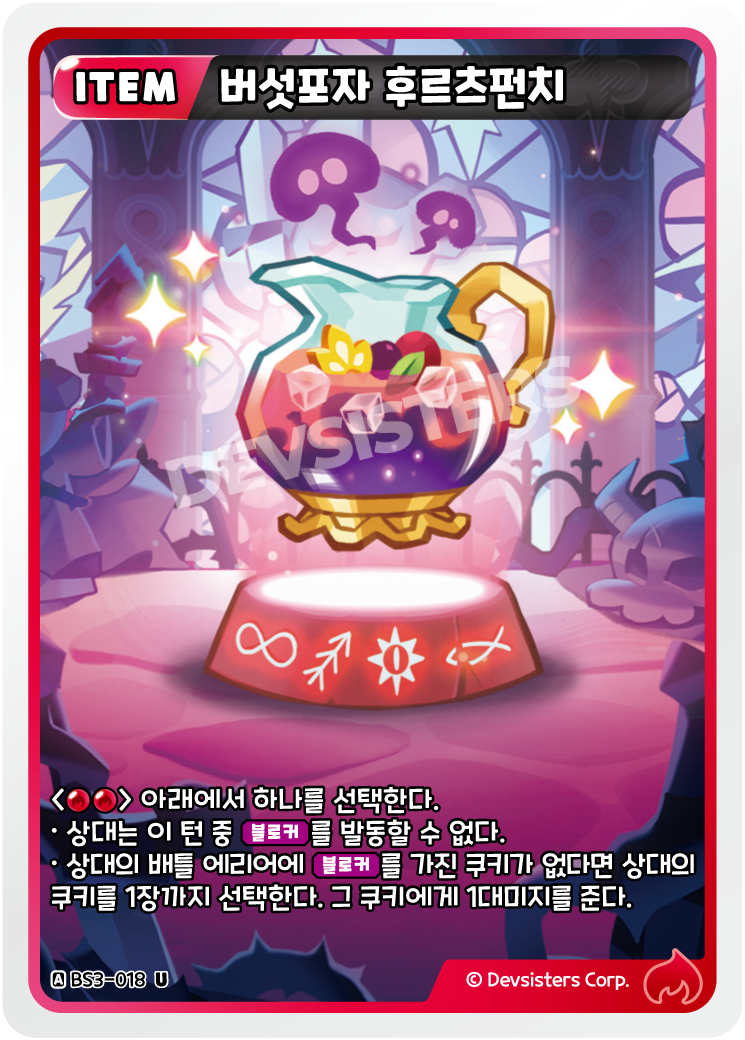 ITEM 버섯포자 후르츠펀치
DEVSISTERS
<🔥🔥> 아래에서 하나를 선택한다.
· 상대는 이 턴 중 블로커를 발동할 수 없다.
· 상대의 배틀 에리어에 블로커를 가진 쿠키가 없다면 상대의
쿠키를 1장까지 선택한다. 그 쿠키에게 1대미지를 준다.
A BS3-018 U
© Devsisters Corp.